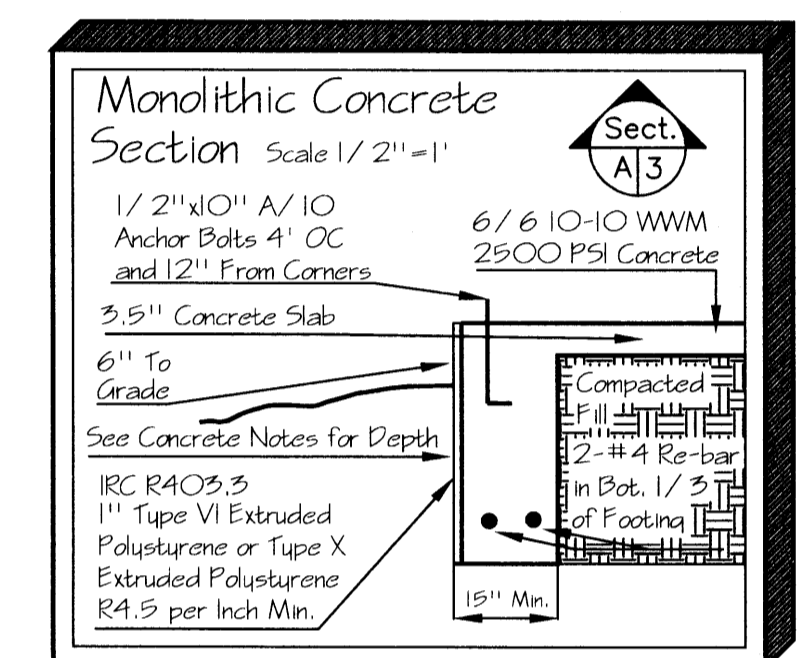 Monolithic Concrete
Section Scale 1/2"=1'
Sect.
A 3
1/2"x10" A/10
Anchor Bolts 4' OC
and 12" From Corners
6/6 10-10 WWM
2500 PSI Concrete
3.5" Concrete Slab
6" To
Grade
See Concrete Notes for Depth
IRC R403.3
1" Type VI Extruded
Polystyrene or Type X
Extruded Polystyrene
R4.5 per Inch Min.
Compacted
Fill
2-#4 Re-bar
in Bot. 1/3
of Footing
15" Min.